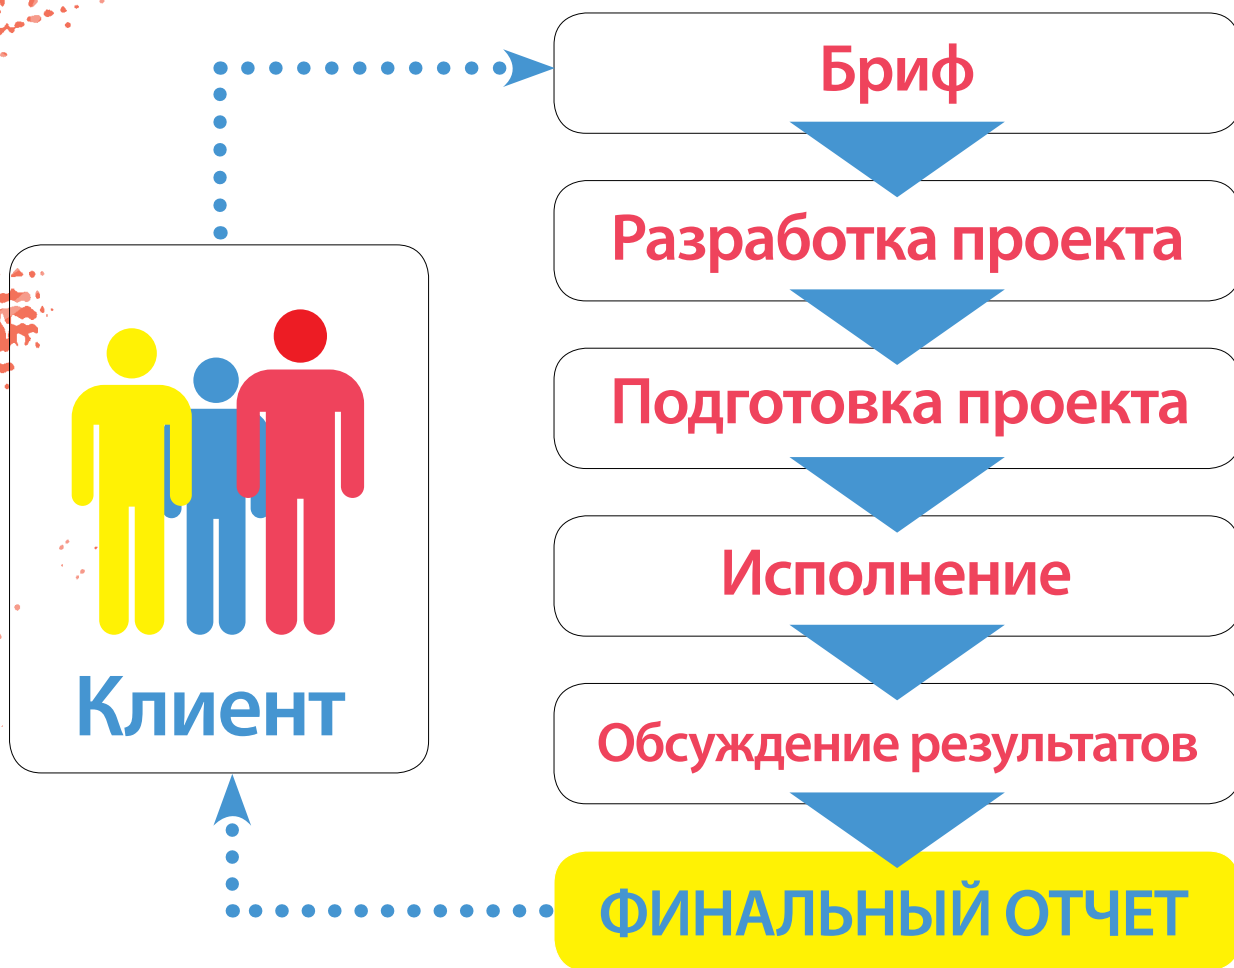 Бриф
Разработка проекта
Подготовка проекта
Исполнение
Обсуждение результатов
ФИНАЛЬНЫЙ ОТЧЕТ
Клиент